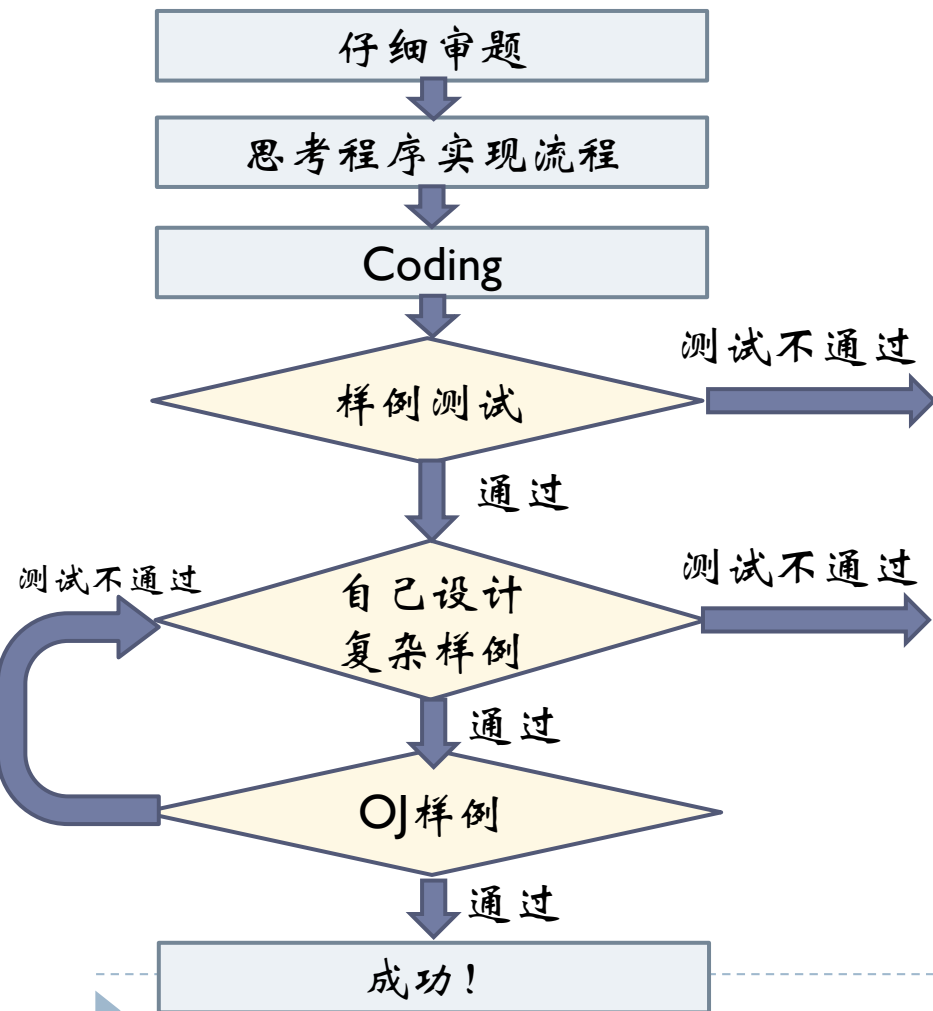 仔细审题
思考程序实现流程
Coding
测试不通过
样例测试
通过
测试不通过
测试不通过
自己设计
复杂样例
通过
OJ样例
通过
成功！